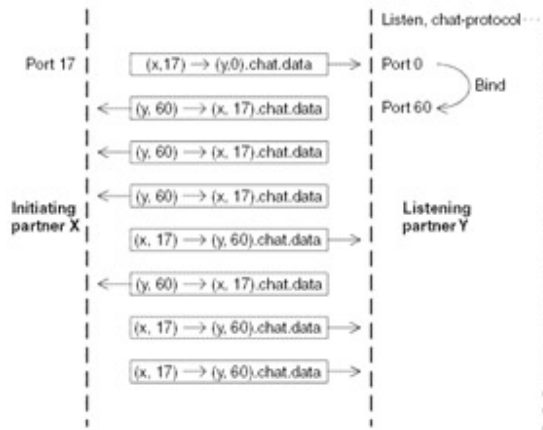 Listen, chat-protocol
Port 17
(x,17) → (y,0).chat.data
Port 0
Bind
(y, 60) → (x, 17).chat.data
Port 60
(y, 60) → (x, 17).chat.data
(y, 60) → (x, 17).chat.data
Initiating
partner X
Listening
partner Y
(x, 17) → (y, 60).chat.data
(y, 60) → (x, 17).chat.data
(x, 17) → (y, 60).chat.data
(x, 17) → (y, 60).chat.data